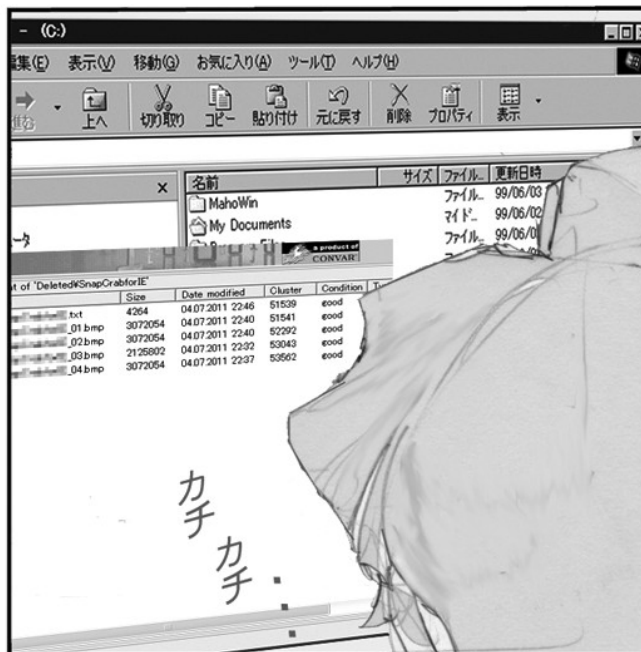 - (C:)
編集(E) 表示(V) 移動(G) お気に入り(A) ツール(T) ヘルプ(H)
進む 上へ 切り取り コピー 貼り付け 元に戻す 削除 プロパティ 表示
名前 サイズ ファイル... 更新日時
MahoWin ファイル... 99/06/03
My Documents マイ ド... 99/06/02
ファイル... 99/06/0
ータ
a product of
CONVAR
nt of 'Deleted¥SnapCrabforIE'
Size Date modified Cluster Condition
.txt 4264 04.07.2011 22:46 51539 good
_01.bmp 3072054 04.07.2011 22:40 51541 good
_02.bmp 3072054 04.07.2011 22:40 52292 good
_03.bmp 2125802 04.07.2011 22:32 53043 good
_04.bmp 3072054 04.07.2011 22:37 53562 good
カチ
カチ